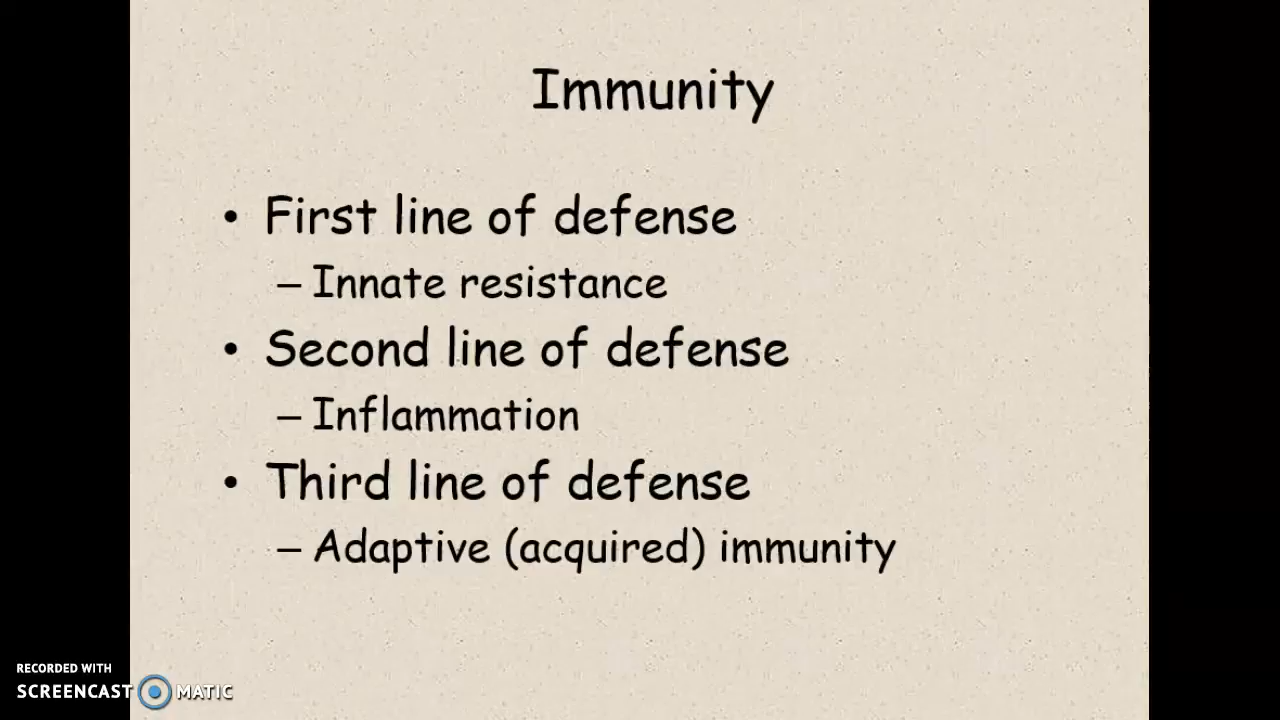 Immunity
• First line of defense
– Innate resistance
• Second line of defense
– Inflammation
• Third line of defense
– Adaptive (acquired) immunity
RECORDED WITH
SCREENCAST MATIC